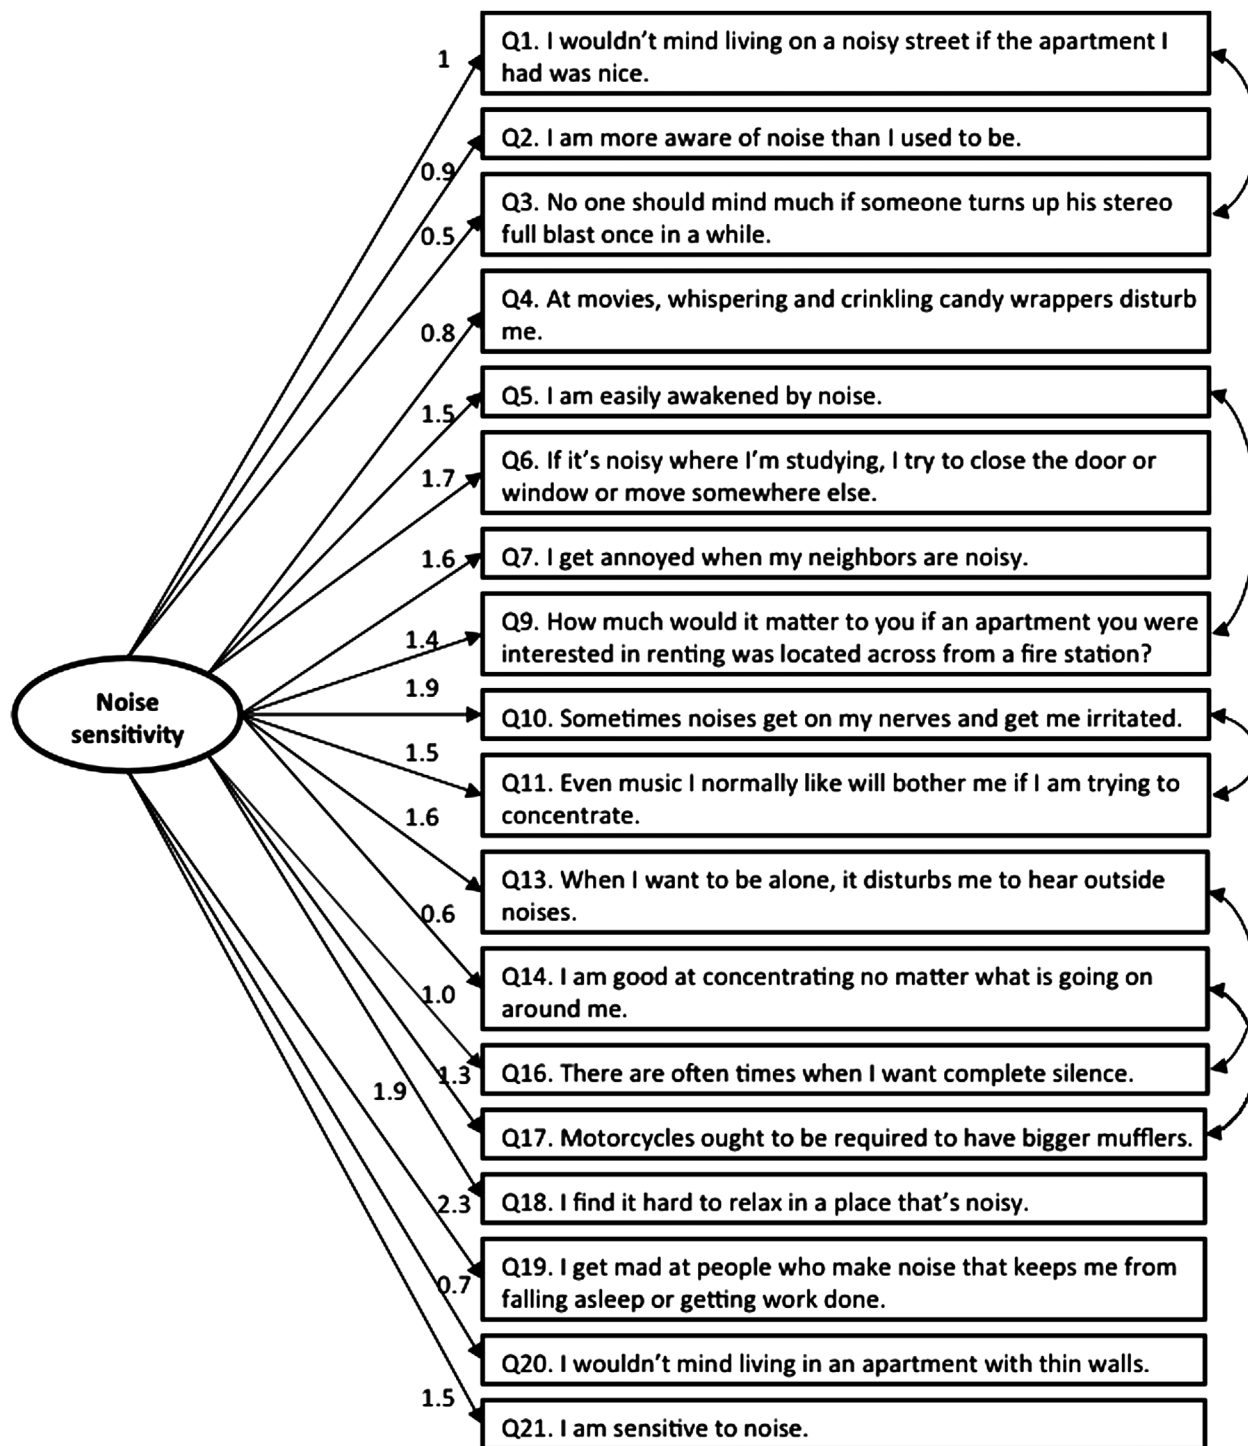 1
Q1. I wouldn’t mind living on a noisy street if the apartment I
had was nice.
Q2. I am more aware of noise than I used to be.
0.9
Q3. No one should mind much if someone turns up his stereo
full blast once in a while.
0.5
Q4. At movies, whispering and crinkling candy wrappers disturb
me.
0.8
Q5. I am easily awakened by noise.
1.5
Q6. If it’s noisy where I’m studying, I try to close the door or
window or move somewhere else.
1.7
Q7. I get annoyed when my neighbors are noisy.
1.6
Q9. How much would it matter to you if an apartment you were
interested in renting was located across from a fire station?
1.4
Noise
sensitivity
1.9
Q10. Sometimes noises get on my nerves and get me irritated.
1.5
Q11. Even music I normally like will bother me if I am trying to
concentrate.
1.6
Q13. When I want to be alone, it disturbs me to hear outside
noises.
0.6
Q14. I am good at concentrating no matter what is going on
around me.
1.0
Q16. There are often times when I want complete silence.
1.3
1.9
Q17. Motorcycles ought to be required to have bigger mufflers.
Q18. I find it hard to relax in a place that’s noisy.
2.3
Q19. I get mad at people who make noise that keeps me from
falling asleep or getting work done.
0.7
Q20. I wouldn’t mind living in an apartment with thin walls.
1.5
Q21. I am sensitive to noise.